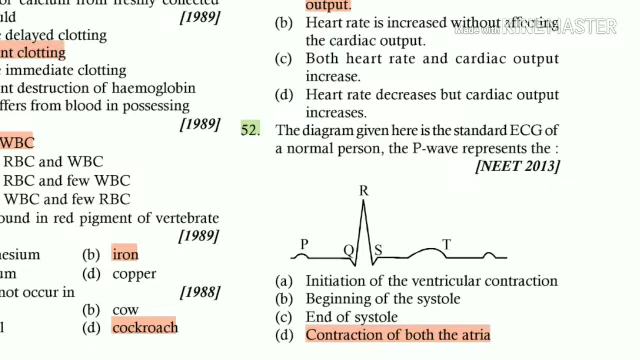 of calcium from freshly collected
uld [1989]
e delayed clotting
nt clotting
e immediate clotting
nt destruction of haemoglobin
ffers from blood in possessing
[1989]
WBC
RBC and WBC
RBC and few WBC
WBC and few RBC
ound in red pigment of vertebrate
[1989]
nesium (b) iron
um (d) copper
not occur in [1988]
(b) cow
l (d) cockroach
output.
(b) Heart rate is increased without affecting
the cardiac output.
(c) Both heart rate and cardiac output
increase.
(d) Heart rate decreases but cardiac output
increases.
52. The diagram given here is the standard ECG of
a normal person, the P-wave represents the :
[NEET 2013]
R
P
Q S
T
(a) Initiation of the ventricular contraction
(b) Beginning of the systole
(c) End of systole
(d) Contraction of both the atria
Made with KINEMASTER